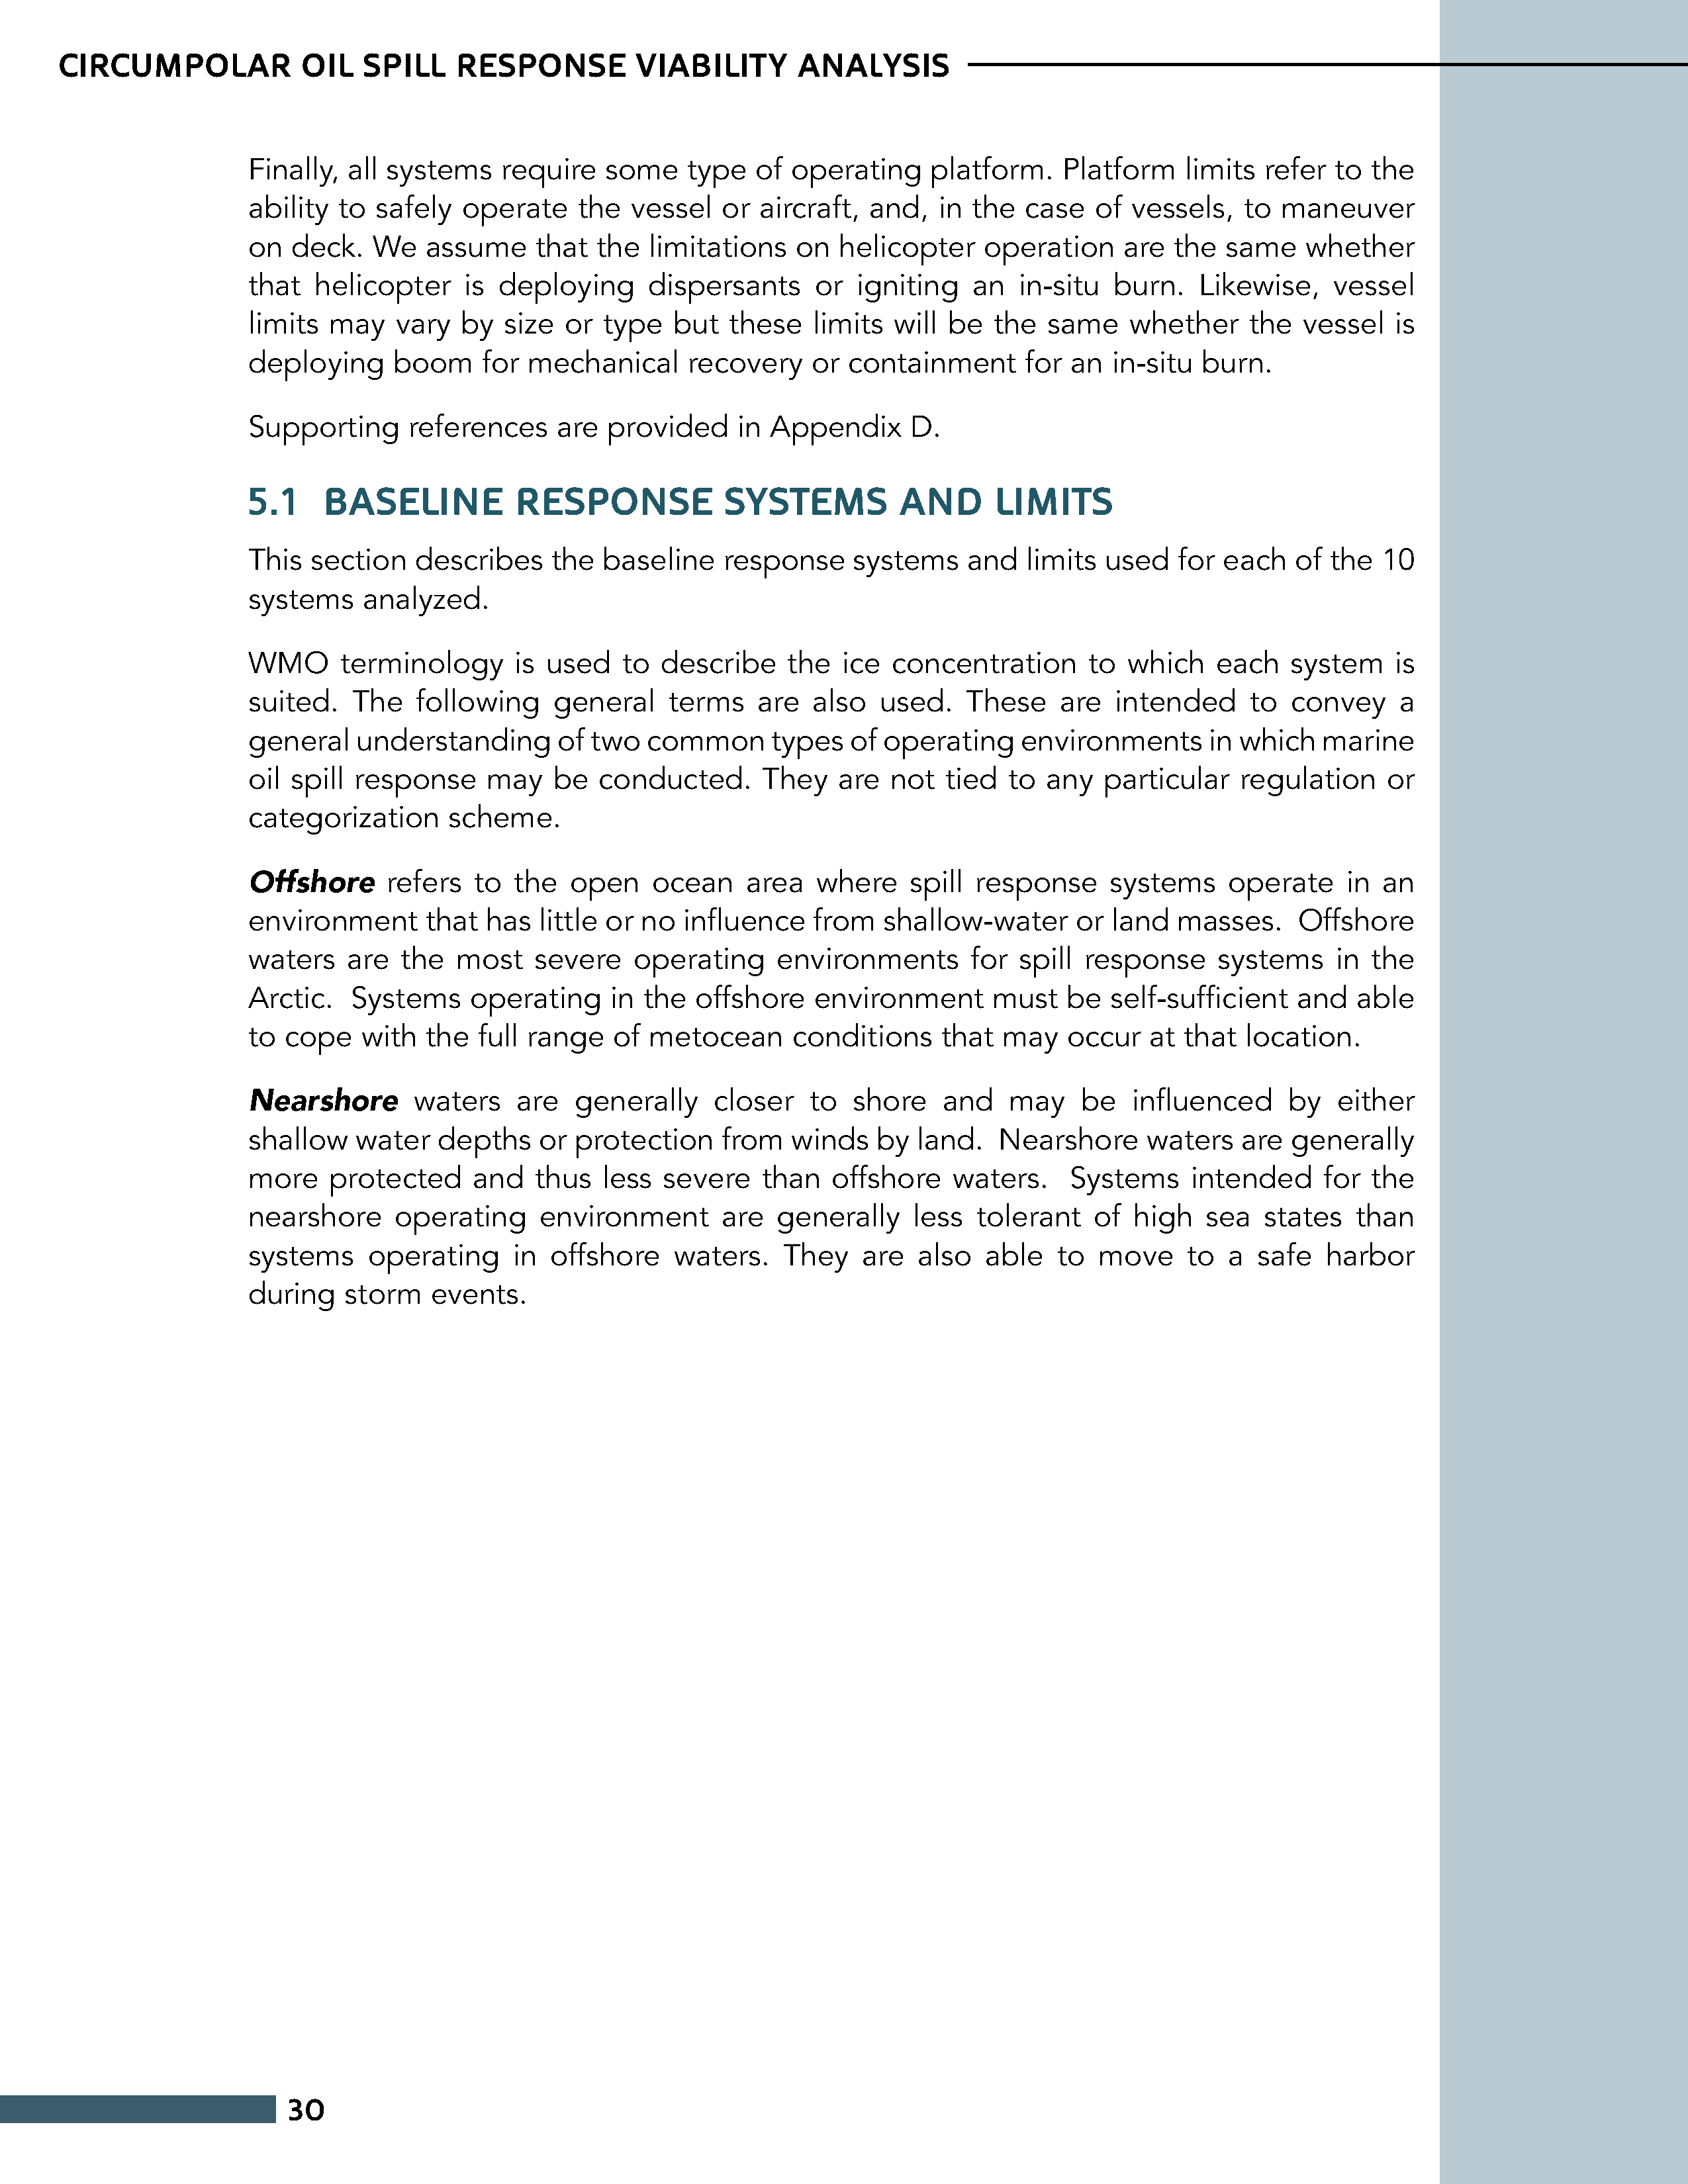 CIRCUMPOLAR OIL SPILL RESPONSE VIABILITY ANALYSIS
Finally, all systems require some type of operating platform. Platform limits refer to the
ability to safely operate the vessel or aircraft, and, in the case of vessels, to maneuver
on deck. We assume that the limitations on helicopter operation are the same whether
that helicopter is deploying dispersants or igniting an in-situ burn. Likewise, vessel
limits may vary by size or type but these limits will be the same whether the vessel is
deploying boom for mechanical recovery or containment for an in-situ burn.
Supporting references are provided in Appendix D.
5.1 BASELINE RESPONSE SYSTEMS AND LIMITS
This section describes the baseline response systems and limits used for each of the 10
systems analyzed.
WMO terminology is used to describe the ice concentration to which each system is
suited. The following general terms are also used. These are intended to convey a
general understanding of two common types of operating environments in which marine
oil spill response may be conducted. They are not tied to any particular regulation or
categorization scheme.
Offshore refers to the open ocean area where spill response systems operate in an
environment that has little or no influence from shallow-water or land masses. Offshore
waters are the most severe operating environments for spill response systems in the
Arctic. Systems operating in the offshore environment must be self-sufficient and able
to cope with the full range of metocean conditions that may occur at that location.
Nearshore waters are generally closer to shore and may be influenced by either
shallow water depths or protection from winds by land. Nearshore waters are generally
more protected and thus less severe than offshore waters. Systems intended for the
nearshore operating environment are generally less tolerant of high sea states than
systems operating in offshore waters. They are also able to move to a safe harbor
during storm events.
30